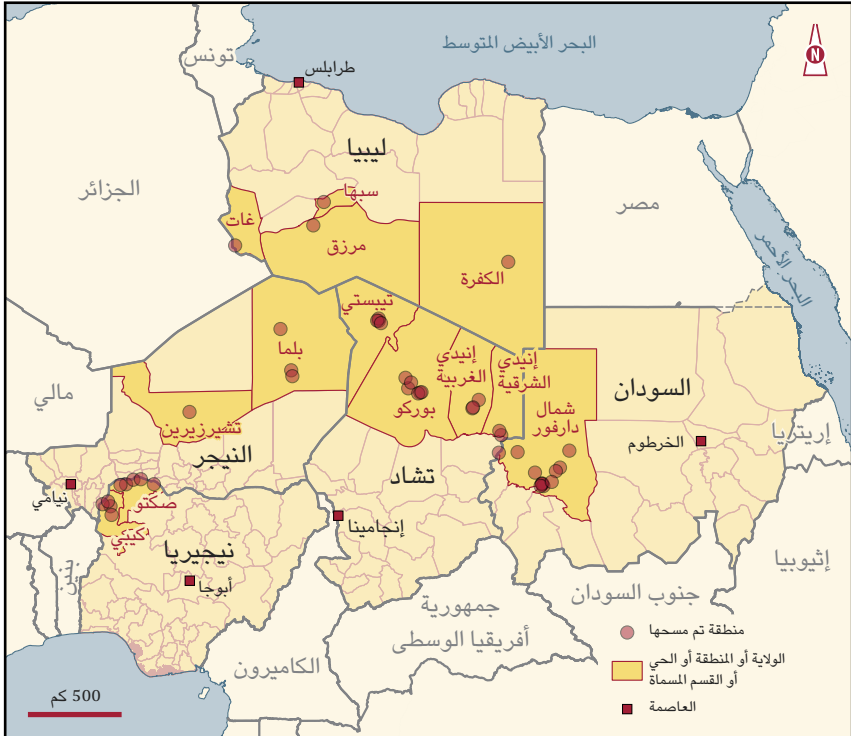 البحر الأبيض المتوسط
N
تونس
طرابلس
ليبيا
الجزائر
سبها
غات
مرزق
الكفرة
مصر
البحر الأحمر
تيبستي
بلما
إنيدي
الغربية
إنيدي
الشرقية
بوركو
شمال
دارفور
السودان
مالي
تشيرزيرين
النيجر
تشاد
الخرطوم
إريتريا
نيامي
صكتو
كيبي
نيجيريا
إنجامينا
إثيوبيا
بنين
أبوجا
جنوب السودان
جمهورية
أفريقيا الوسطى
الكاميرون
منطقة تم مسحها
الولاية أو المنطقة أو الحي
أو القسم المسماة
العاصمة
500 كم